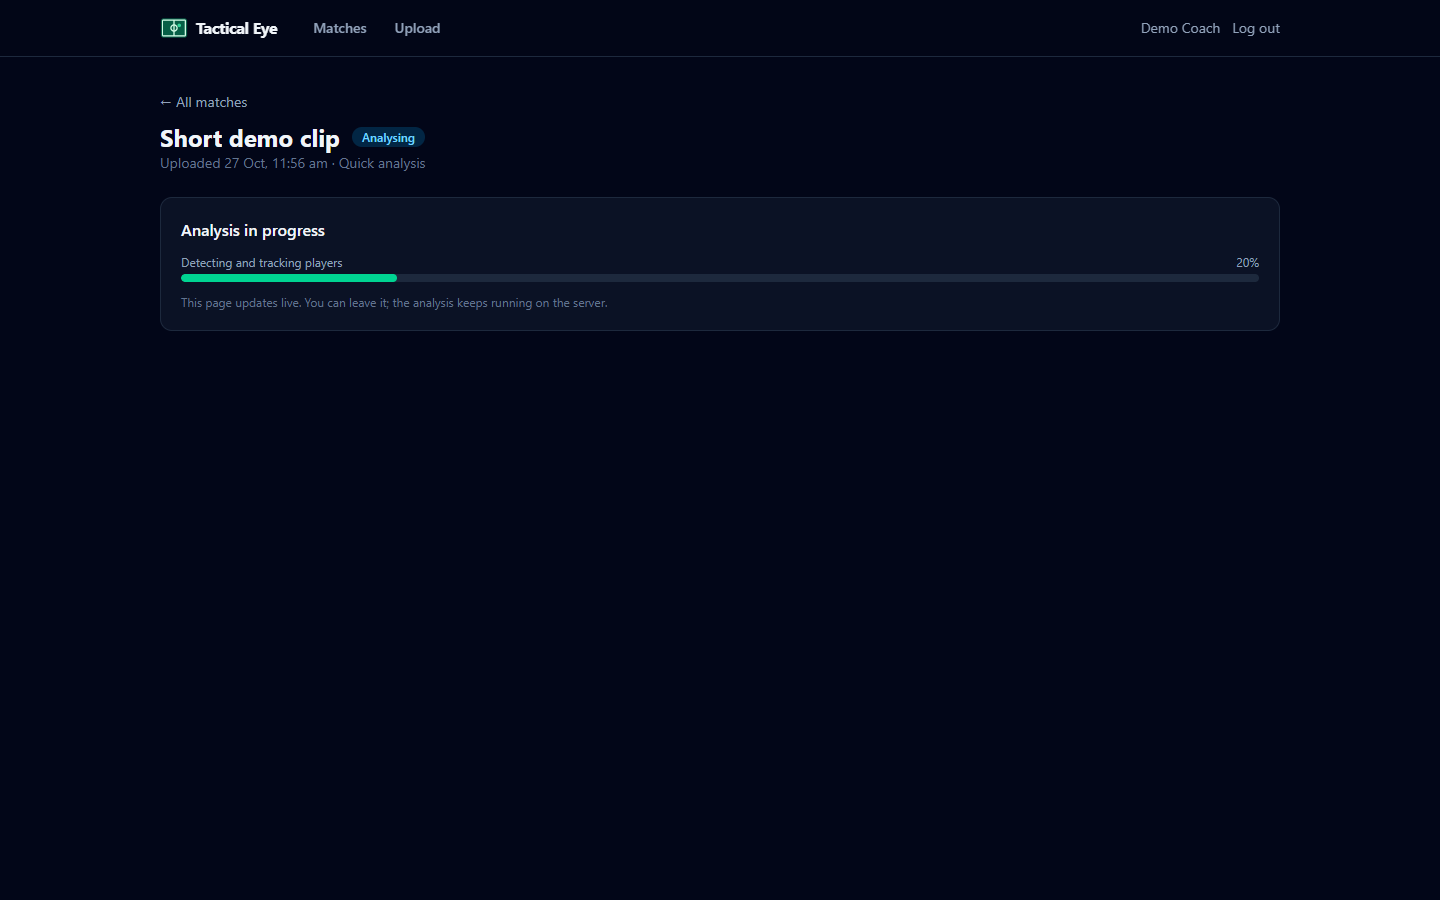 Tactical Eye Matches Upload Demo Coach Log out
← All matches
Short demo clip Analysing
Uploaded 27 Oct, 11:56 am · Quick analysis
Analysis in progress
Detecting and tracking players 20%
This page updates live. You can leave it; the analysis keeps running on the server.